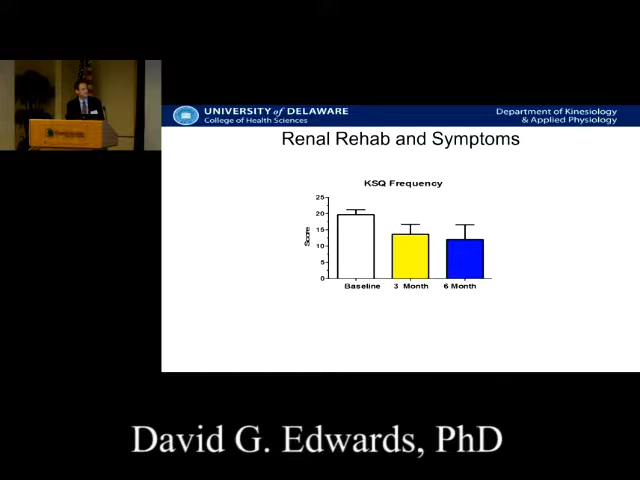 UNIVERSITY of DELAWARE
College of Health Sciences
Department of Kinesiology
& Applied Physiology
Renal Rehab and Symptoms
KSQ Frequency
25
20
15
10
5
0
Score
Baseline 3 Month 6 Month
David G. Edwards, PhD